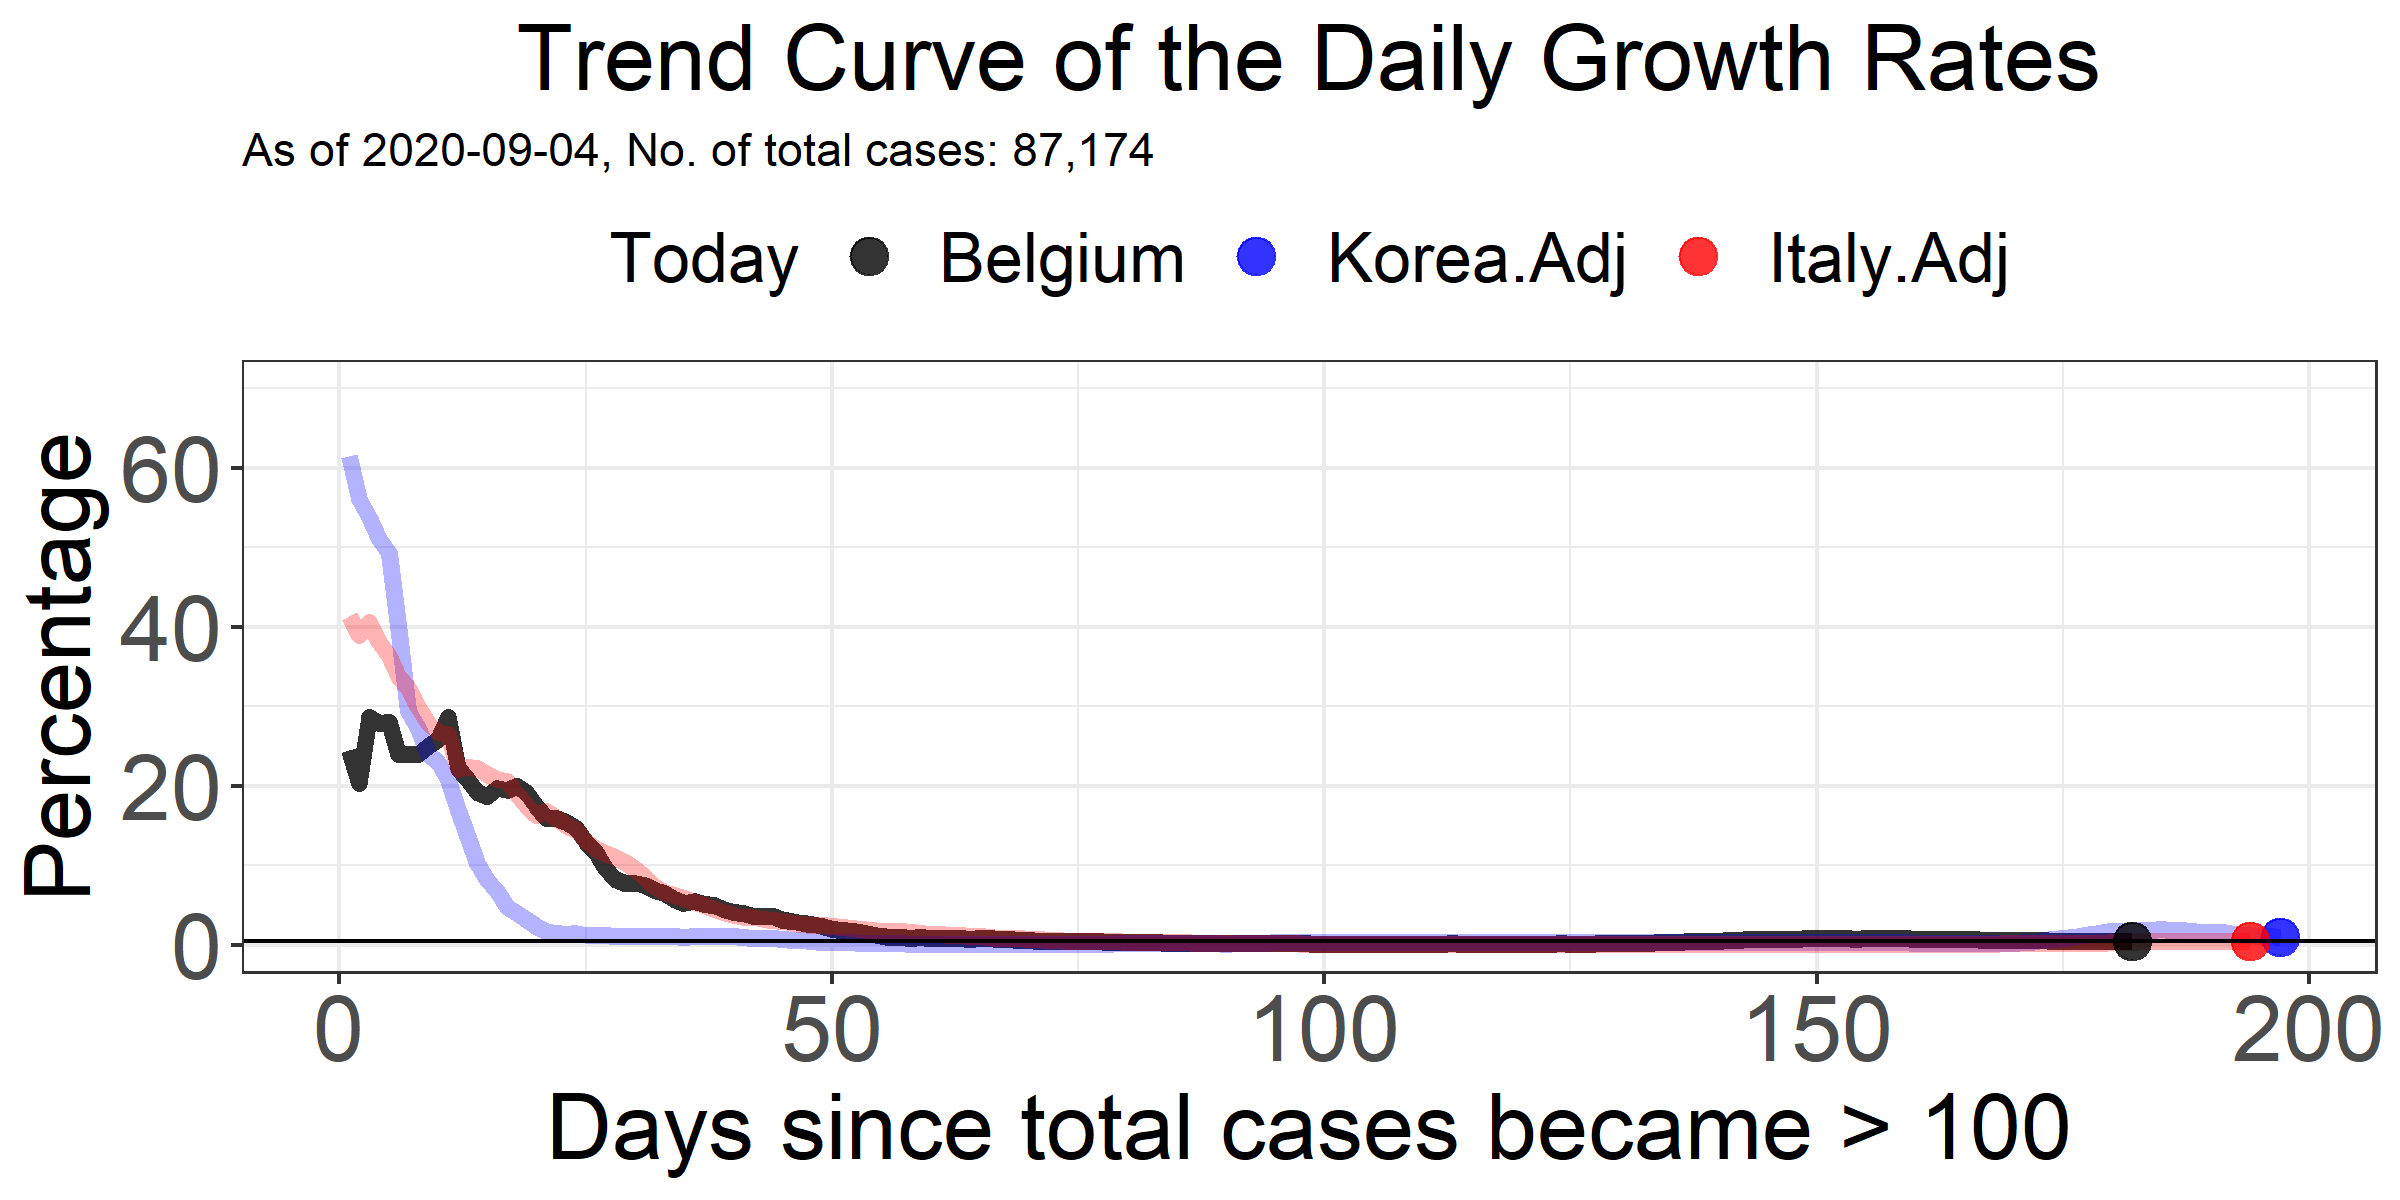 Trend Curve of the Daily Growth Rates
As of 2020-09-04, No. of total cases: 87,174
Today Belgium Korea.Adj Italy.Adj
Percentage
60
40
20
0
0 50 100 150 200
Days since total cases became > 100